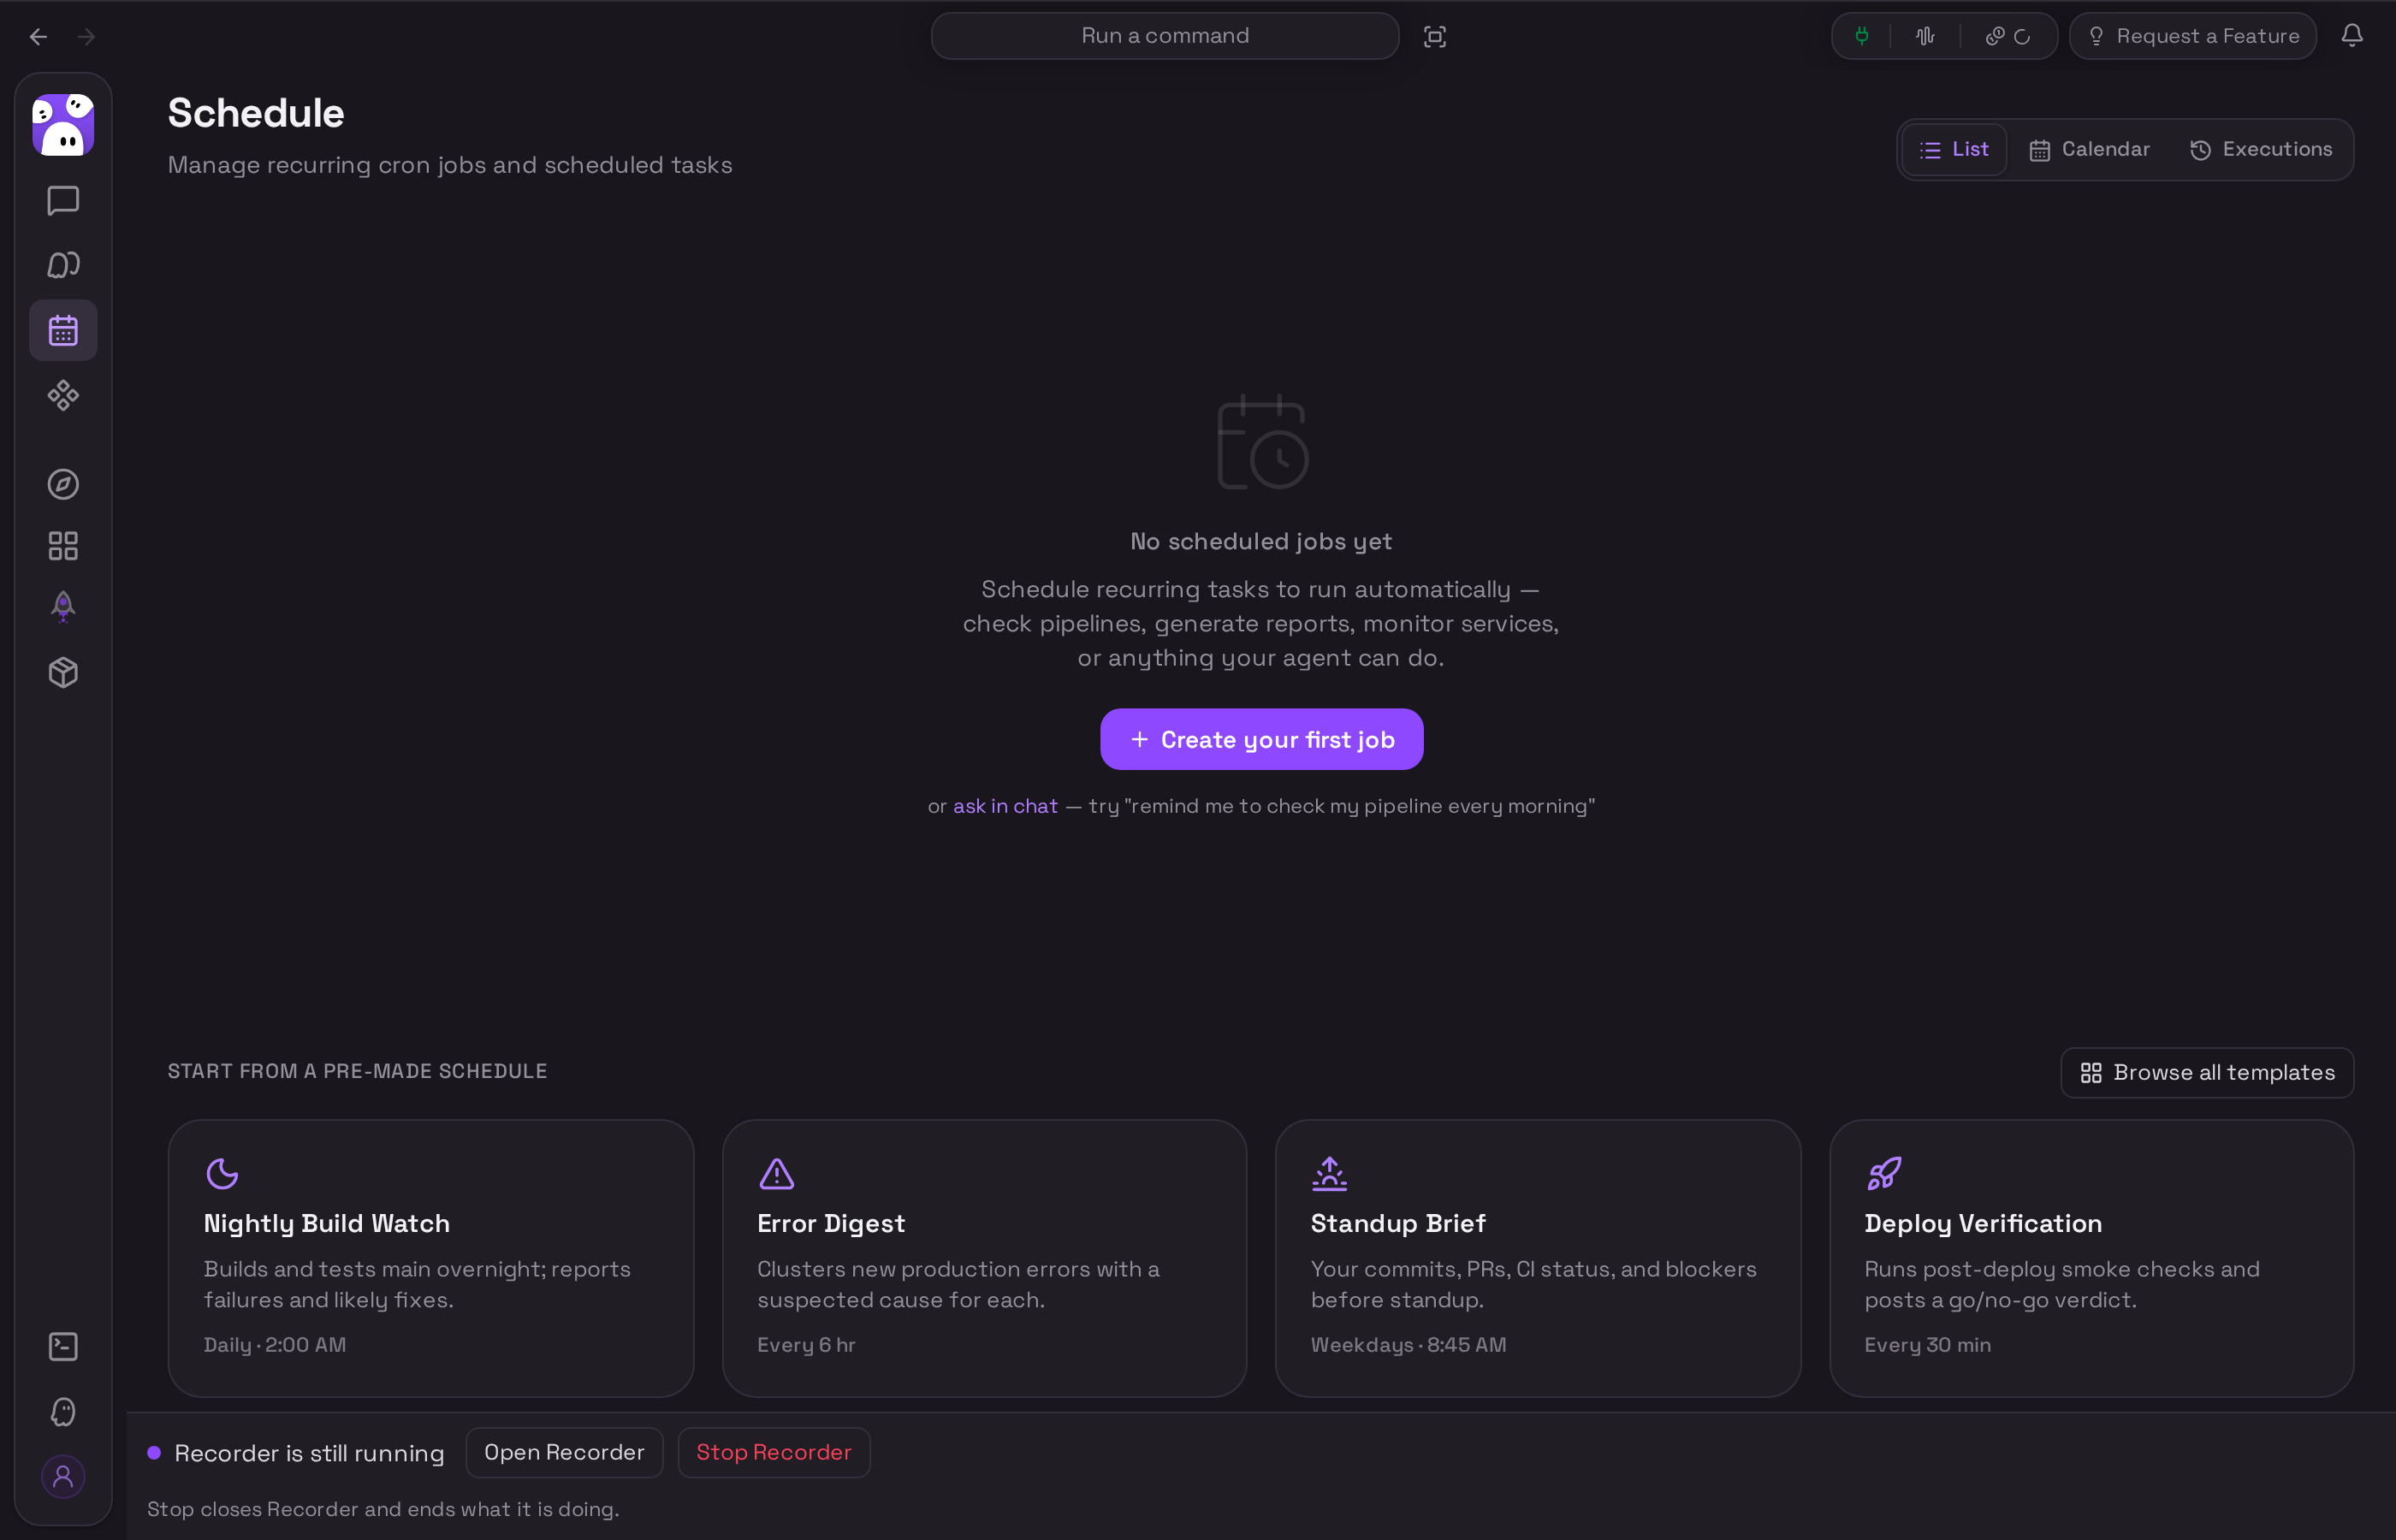 Run a command
Request a Feature
Schedule
Manage recurring cron jobs and scheduled tasks
List
Calendar
Executions
No scheduled jobs yet
Schedule recurring tasks to run automatically —
check pipelines, generate reports, monitor services,
or anything your agent can do.
+ Create your first job
or ask in chat — try "remind me to check my pipeline every morning"
START FROM A PRE-MADE SCHEDULE
Browse all templates
Nightly Build Watch
Builds and tests main overnight; reports
failures and likely fixes.
Daily · 2:00 AM
Error Digest
Clusters new production errors with a
suspected cause for each.
Every 6 hr
Standup Brief
Your commits, PRs, CI status, and blockers
before standup.
Weekdays · 8:45 AM
Deploy Verification
Runs post-deploy smoke checks and
posts a go/no-go verdict.
Every 30 min
Recorder is still running
Open Recorder
Stop Recorder
Stop closes Recorder and ends what it is doing.